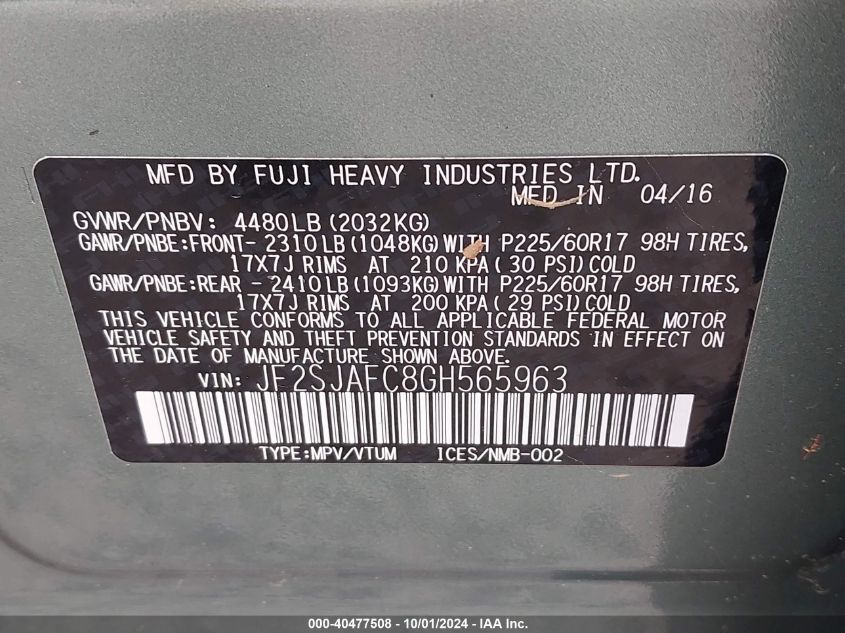 MFD BY FUJI HEAVY INDUSTRIES LTD.
MED IN 04/16
GVWR/PNBV: 4480LB (2032KG)
GAWR/PNBE:FRONT- 2310LB (1048KG) WITH P225/60R17 98H TIRES,
17X7J RIMS AT 210 KPA ( 30 PSI) COLD
GAWR/PNBE:REAR - 2410LB (1093KG) WITH P225/60R17 98H TIRES,
17X7J RIMS AT 200 KPA ( 29 PSI) COLD
THIS VEHICLE CONFORMS TO ALL APPLICABLE FEDERAL MOTOR
VEHICLE SAFETY AND THEFT PREVENTION STANDARDS IN EFFECT ON
THE DATE OF MANUFACTURE SHOWN ABOVE.
VIN: JF2SJAFC8GH565963
TYPE:MPV/VTUM ICES/NMB-002
000-40477508 - 10/01/2024 - IAA Inc.